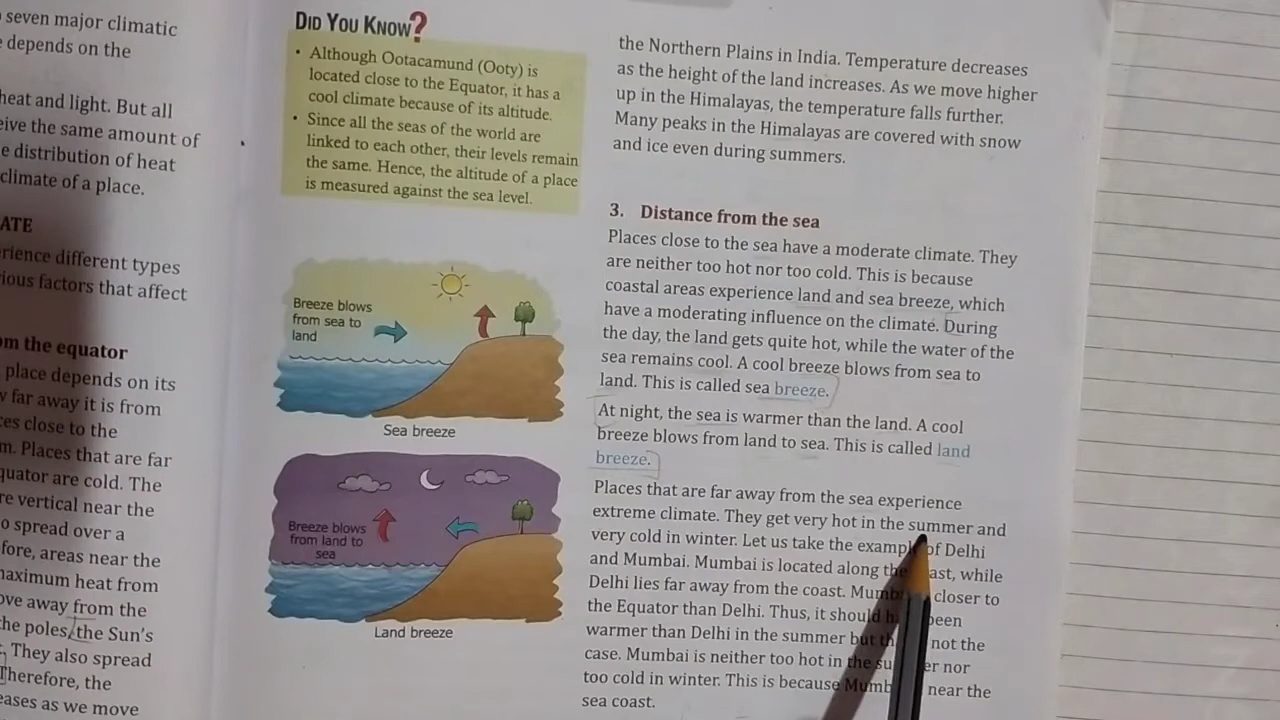 seven major climatic
depends on the
heat and light. But all
eive the same amount of
e distribution of heat
climate of a place.
ATE
rience different types
ious factors that affect
om the equator
place depends on its
far away it is from
ces close to the
m. Places that are far
quator are cold. The
re vertical near the
o spread over a
fore, areas near the
maximum heat from
ove away from the
the poles, the Sun's
They also spread
Therefore, the
eases as we move
DID YOU KNOW?
• Although Ootacamund (Ooty) is
located close to the Equator, it has a
cool climate because of its altitude.
• Since all the seas of the world are
linked to each other, their levels remain
the same. Hence, the altitude of a place
is measured against the sea level.
Breeze blows
from sea to
land
Sea breeze
Breeze blows
from land to
sea
Land breeze
the Northern Plains in India. Temperature decreases
as the height of the land increases. As we move higher
up in the Himalayas, the temperature falls further.
Many peaks in the Himalayas are covered with snow
and ice even during summers.
3. Distance from the sea
Places close to the sea have a moderate climate. They
are neither too hot nor too cold. This is because
coastal areas experience land and sea breeze, which
have a moderating influence on the climate. During
the day, the land gets quite hot, while the water of the
sea remains cool. A cool breeze blows from sea to
land. This is called sea breeze.
At night, the sea is warmer than the land. A cool
breeze blows from land to sea. This is called land
breeze.
Places that are far away from the sea experience
extreme climate. They get very hot in the summer and
very cold in winter. Let us take the example of Delhi
and Mumbai. Mumbai is located along the ast, while
Delhi lies far away from the coast. closer to
the Equator than Delhi. Thus, it should been
warmer than Delhi in the summer but not the
case. Mumbai is neither too hot in the nor
too cold in winter. This is because near the
sea coast.